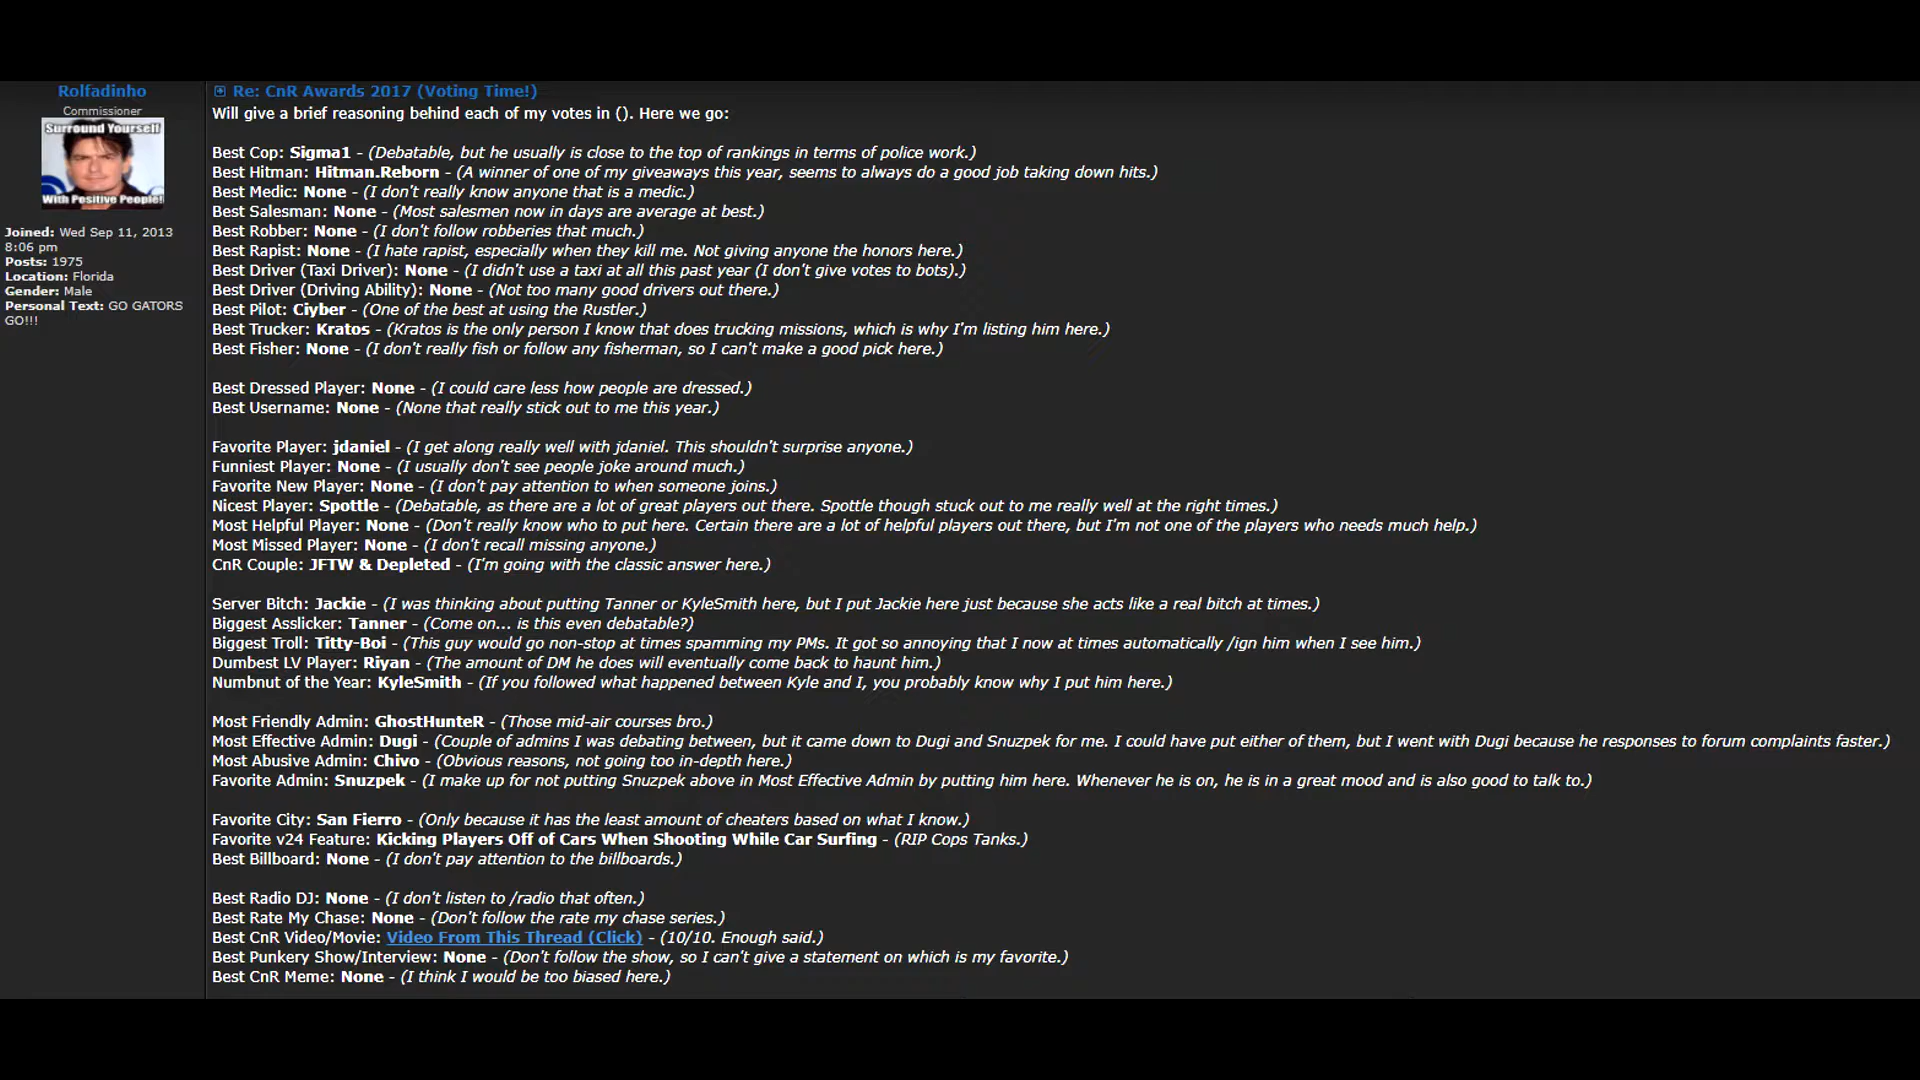 Rolfadinho
Commissioner
Surround Yourself
With Positive People!
Joined: Wed Sep 11, 2013
8:06 pm
Posts: 1975
Location: Florida
Gender: Male
Personal Text: GO GATORS
GO!!!
Re: CnR Awards 2017 (Voting Time!)
Will give a brief reasoning behind each of my votes in (). Here we go:
Best Cop: Sigma1 - (Debatable, but he usually is close to the top of rankings in terms of police work.)
Best Hitman: Hitman.Reborn - (A winner of one of my giveaways this year, seems to always do a good job taking down hits.)
Best Medic: None - (I don't really know anyone that is a medic.)
Best Salesman: None - (Most salesmen now in days are average at best.)
Best Robber: None - (I don't follow robberies that much.)
Best Rapist: None - (I hate rapist, especially when they kill me. Not giving anyone the honors here.)
Best Driver (Taxi Driver): None - (I didn't use a taxi at all this past year (I don't give votes to bots).)
Best Driver (Driving Ability): None - (Not too many good drivers out there.)
Best Pilot: Ciyber - (One of the best at using the Rustler.)
Best Trucker: Kratos - (Kratos is the only person I know that does trucking missions, which is why I'm listing him here.)
Best Fisher: None - (I don't really fish or follow any fisherman, so I can't make a good pick here.)
Best Dressed Player: None - (I could care less how people are dressed.)
Best Username: None - (None that really stick out to me this year.)
Favorite Player: jdaniel - (I get along really well with jdaniel. This shouldn't surprise anyone.)
Funniest Player: None - (I usually don't see people joke around much.)
Favorite New Player: None - (I don't pay attention to when someone joins.)
Nicest Player: Spottle - (Debatable, as there are a lot of great players out there. Spottle though stuck out to me really well at the right times.)
Most Helpful Player: None - (Don't really know who to put here. Certain there are a lot of helpful players out there, but I'm not one of the players who needs much help.)
Most Missed Player: None - (I don't recall missing anyone.)
CnR Couple: JFTW & Depleted - (I'm going with the classic answer here.)
Server Bitch: Jackie - (I was thinking about putting Tanner or KyleSmith here, but I put Jackie here just because she acts like a real bitch at times.)
Biggest Asslicker: Tanner - (Come on... is this even debatable?)
Biggest Troll: Titty-Boi - (This guy would go non-stop at times spamming my PMs. It got so annoying that I now at times automatically /ign him when I see him.)
Dumbest LV Player: Riyan - (The amount of DM he does will eventually come back to haunt him.)
Numbnut of the Year: KyleSmith - (If you followed what happened between Kyle and I, you probably know why I put him here.)
Most Friendly Admin: GhostHunteR - (Those mid-air courses bro.)
Most Effective Admin: Dugi - (Couple of admins I was debating between, but it came down to Dugi and Snuzpek for me. I could have put either of them, but I went with Dugi because he responses to forum complaints faster.)
Most Abusive Admin: Chivo - (Obvious reasons, not going too in-depth here.)
Favorite Admin: Snuzpek - (I make up for not putting Snuzpek above in Most Effective Admin by putting him here. Whenever he is on, he is in a great mood and is also good to talk to.)
Favorite City: San Fierro - (Only because it has the least amount of cheaters based on what I know.)
Favorite v24 Feature: Kicking Players Off of Cars When Shooting While Car Surfing - (RIP Cops Tanks.)
Best Billboard: None - (I don't pay attention to the billboards.)
Best Radio DJ: None - (I don't listen to /radio that often.)
Best Rate My Chase: None - (Don't follow the rate my chase series.)
Best CnR Video/Movie: Video From This Thread (Click) - (10/10. Enough said.)
Best Punkery Show/Interview: None - (Don't follow the show, so I can't give a statement on which is my favorite.)
Best CnR Meme: None - (I think I would be too biased here.)